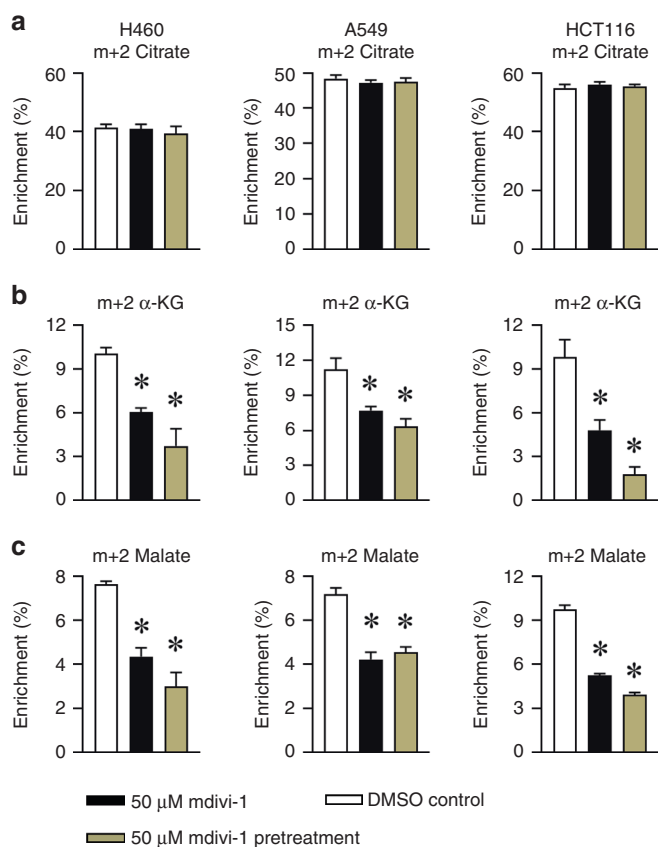 a
H460 A549 HCT116
m+2 Citrate m+2 Citrate m+2 Citrate
Enrichment (%) Enrichment (%) Enrichment (%)
60 50 60
40 40 40
30
20 20 20
10
0 0 0
b
m+2 α-KG m+2 α-KG m+2 α-KG
Enrichment (%) Enrichment (%) Enrichment (%)
12 15 12
9 12 9
6 9 6
3 6 3
3
0 0 0
* * * * * *
c
m+2 Malate m+2 Malate m+2 Malate
Enrichment (%) Enrichment (%) Enrichment (%)
8 8 12
6 6 9
4 4 6
2 2 3
0 0 0
* * * * * *
50 μM mdivi-1 DMSO control
50 μM mdivi-1 pretreatment